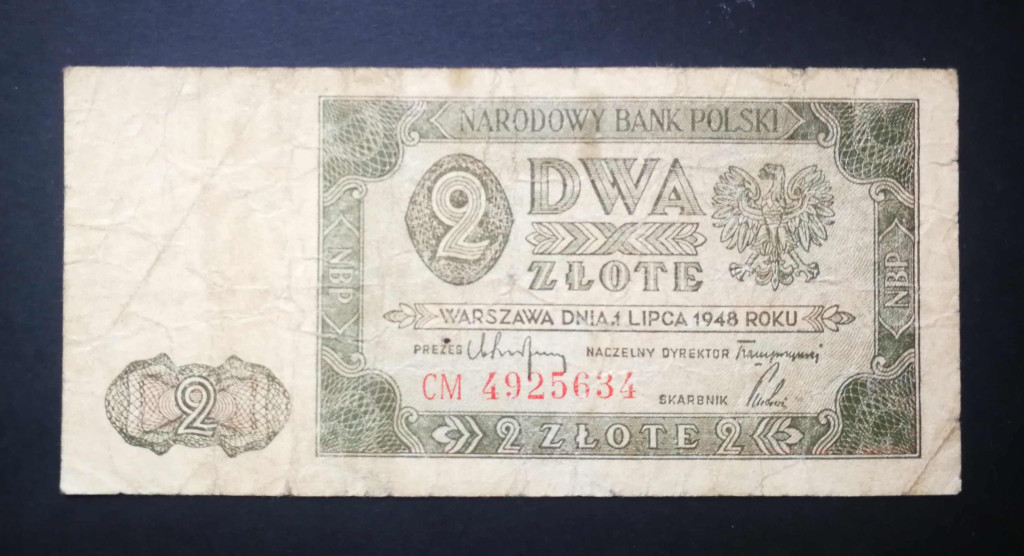 NARODOWY BANK POLSKI
2 DWA
ZŁOTE
NBP
NBP
WARSZAWA DNIA 1 LIPCA 1948 ROKU
PREZES NACZELNY DYREKTOR
CM 4925634
SKARBNIK
2
2 ZŁOTE 2